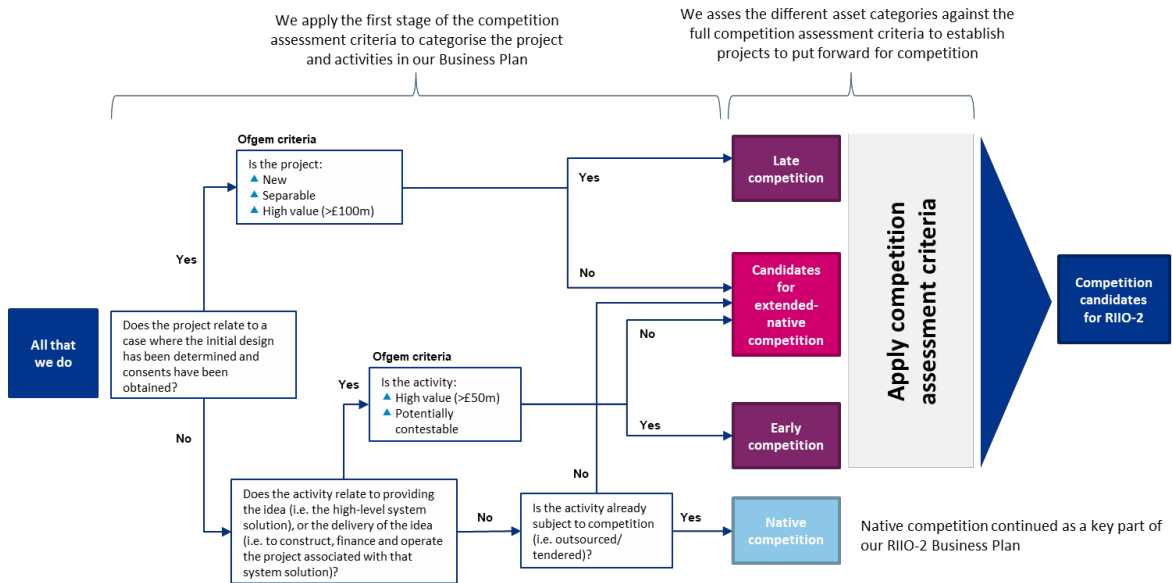 We apply the first stage of the competition
assessment criteria to categorise the project
and activities in our Business Plan
We asses the different asset categories against the
full competition assessment criteria to establish
projects to put forward for competition
Ofgem criteria
Is the project:
New
Separable
High value (>£100m)
Yes
Late
competition
No
Candidates
for
extended-
native
competition
Apply competition
assessment criteria
Competition
candidates
for RIIO-2
Yes
All that
we do
Does the project relate to a
case where the initial design
has been determined and
consents have been
obtained?
No
Ofgem criteria
Yes
Is the activity:
High value (>£50m)
Potentially
contestable
No
Yes
Early
competition
Does the activity relate to providing
the idea (i.e. the high-level system
solution), or the delivery of the idea
(i.e. to construct, finance and operate
the project associated with that
system solution)?
No
Is the activity already
subject to competition
(i.e. outsourced/
tendered)?
No
Yes
Native
competition
Native competition continued as a key part of
our RIIO-2 Business Plan